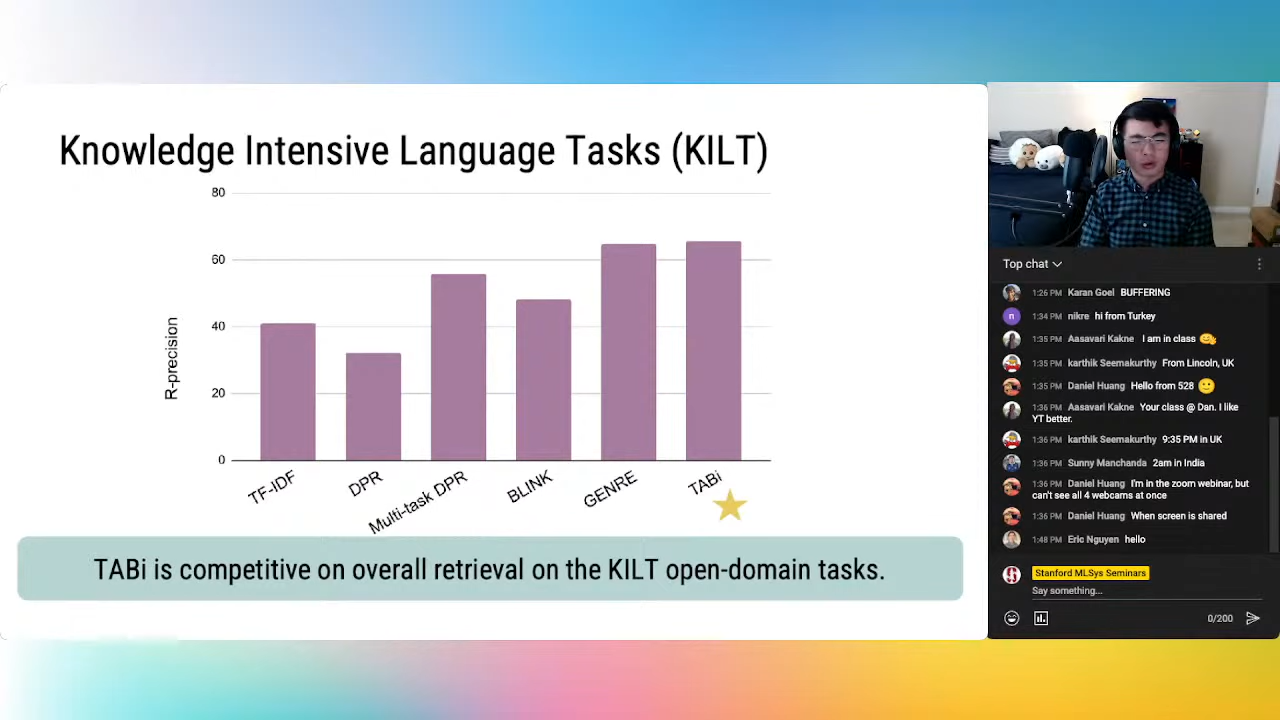 Knowledge Intensive Language Tasks (KILT)
80
60
40
20
0
R-precision
TF-IDF
DPR
Multi-task DPR
BLINK
GENRE
TABi
TABi is competitive on overall retrieval on the KILT open-domain tasks.
Top chat
1:26 PM Karan Goel BUFFERING
n
1:34 PM nikre hi from Turkey
1:35 PM Aasavari Kakne I am in class
1:35 PM karthik Seemakurthy From Lincoln, UK
1:35 PM Daniel Huang Hello from 528
1:36 PM Aasavari Kakne Your class @ Dan. I like
YT better.
1:36 PM karthik Seemakurthy 9:35 PM in UK
1:36 PM Sunny Manchanda 2am in India
1:36 PM Daniel Huang I'm in the zoom webinar, but
can't see all 4 webcams at once
1:36 PM Daniel Huang When screen is shared
1:48 PM Eric Nguyen hello
Stanford MLSys Seminars
Say something...
0/200